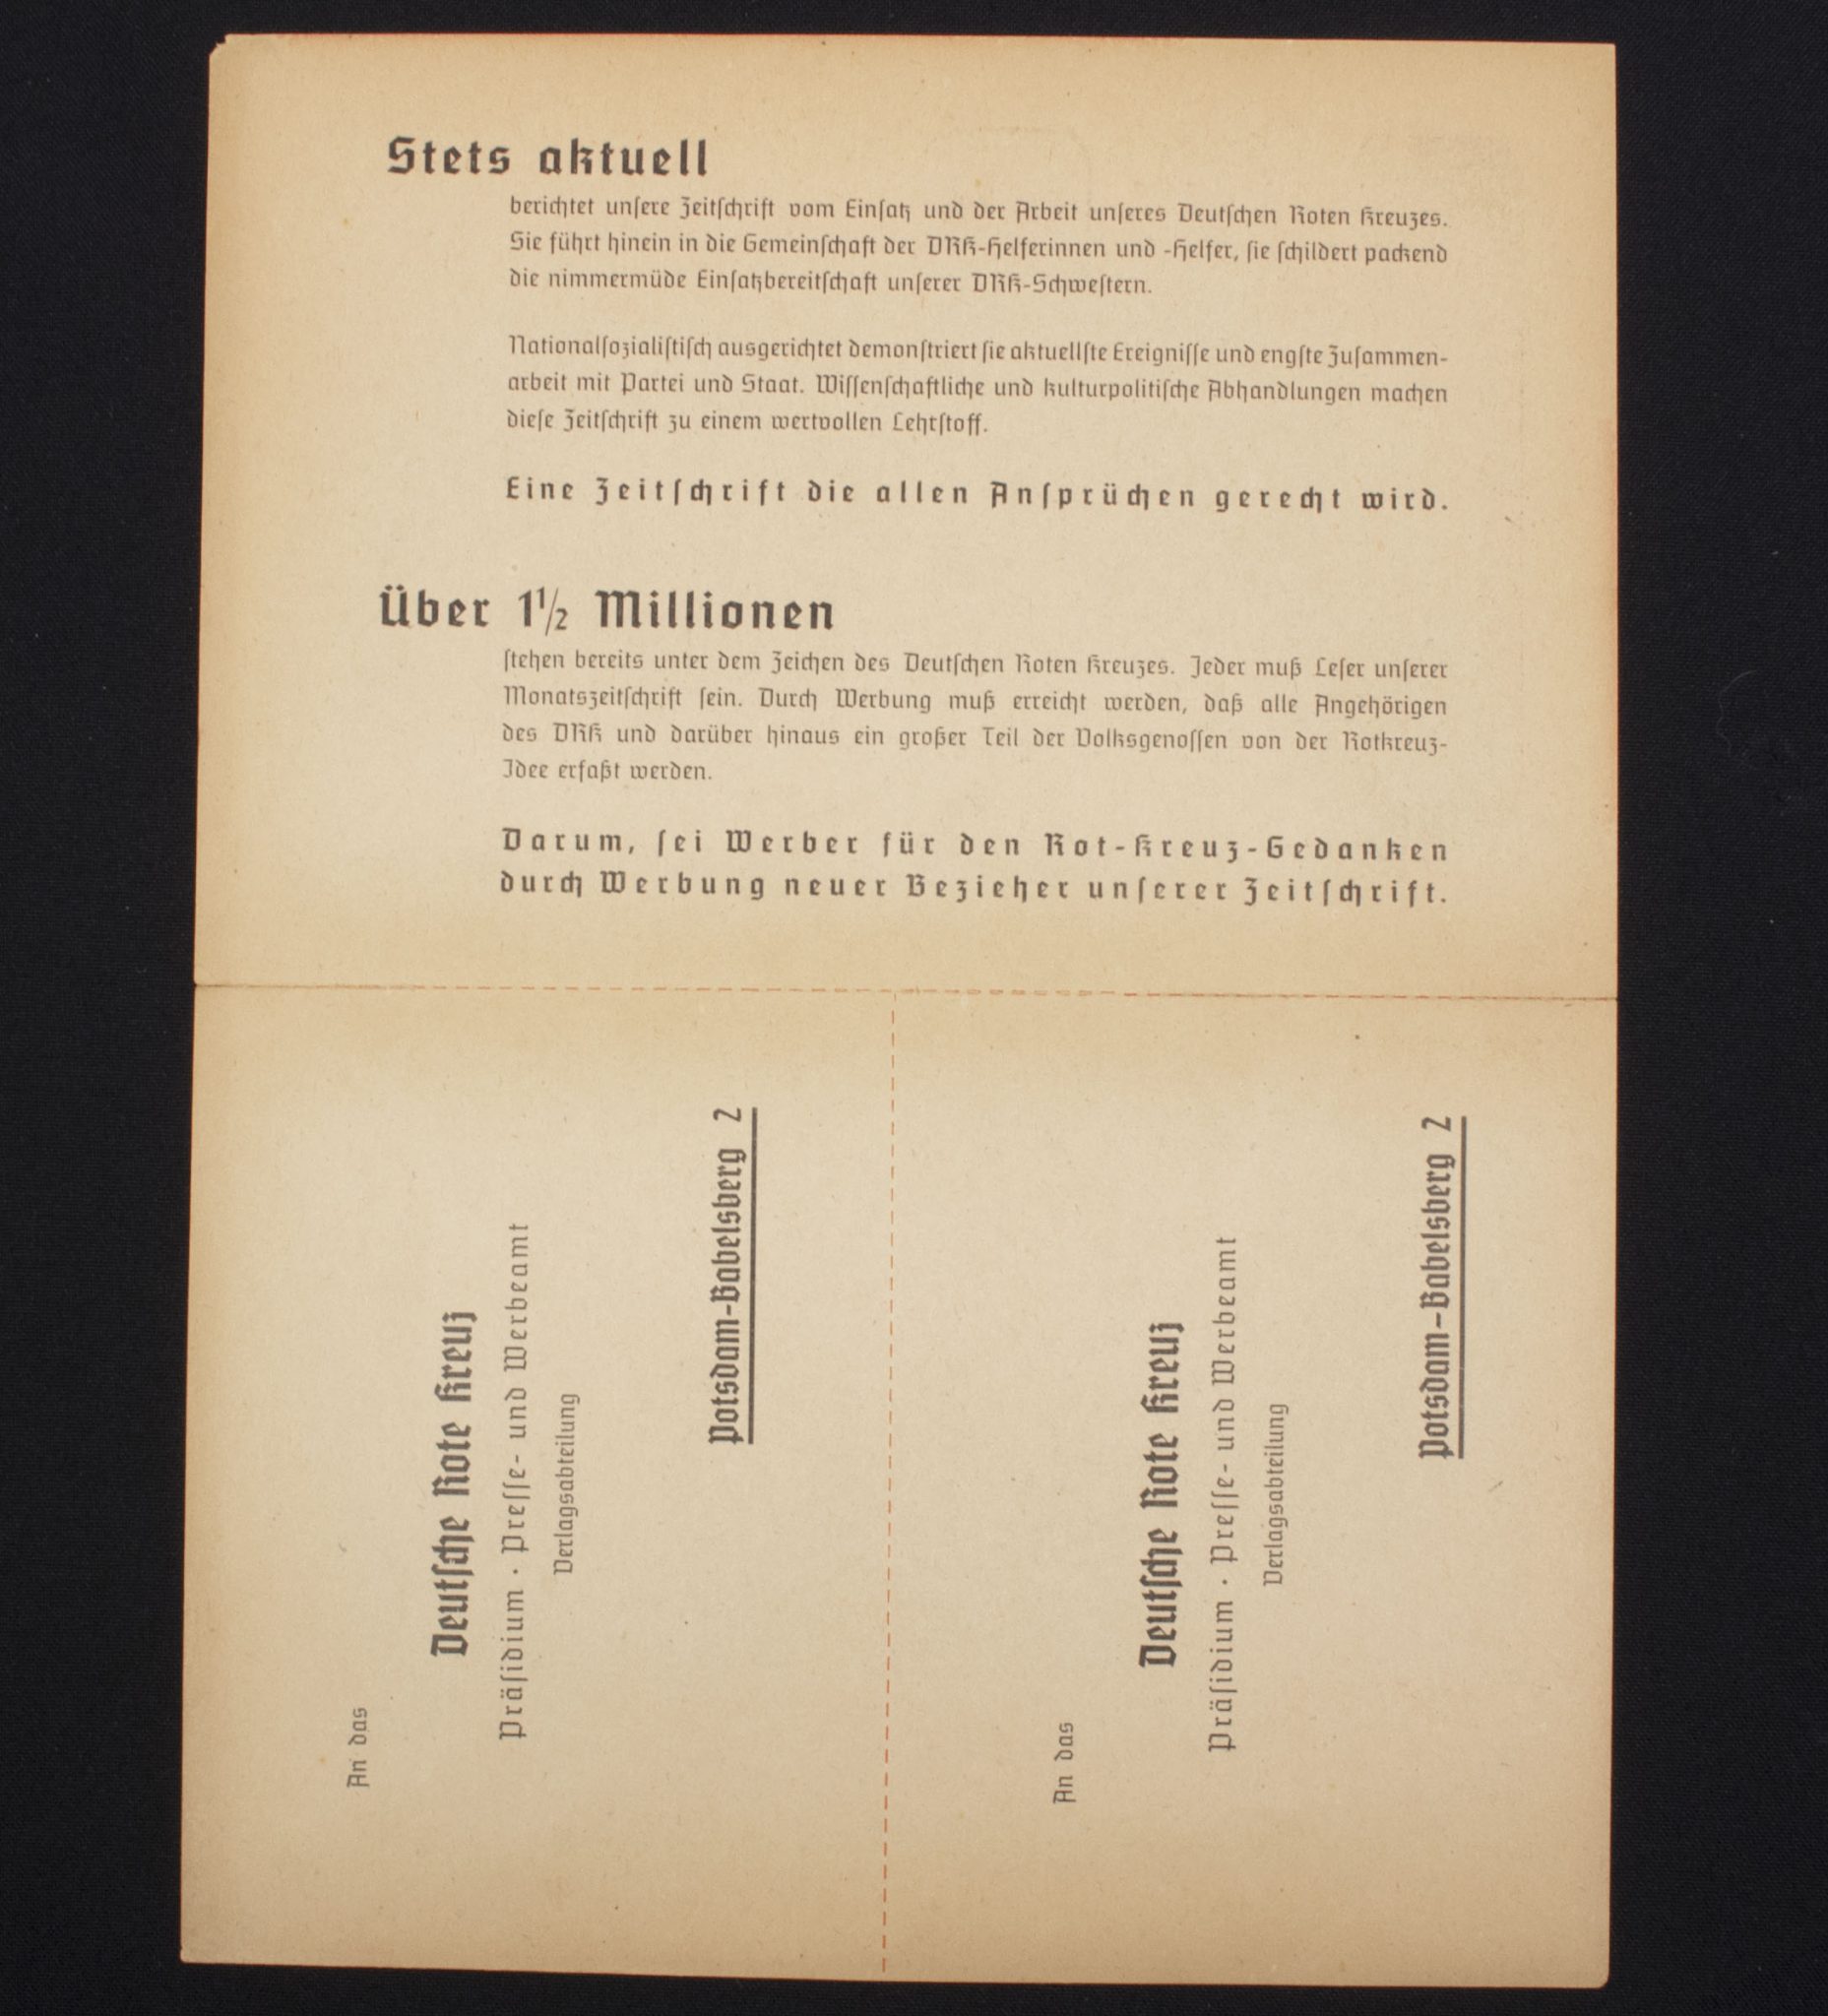 Stets aktuell
berichtet unſere Zeitſchrift vom Einſatz und der Arbeit unſeres Deutſchen Roten Kreuzes.
Sie führt hinein in die Gemeinſchaft der DRK-Helferinnen und -Helfer, ſie ſchildert packend
die nimmermüde Einſatzbereitſchaft unſerer DRK-Schweſtern.
Nationalſozialiſtiſch ausgerichtet demonſtriert ſie aktuellſte Ereigniſſe und engſte Zuſammen-
arbeit mit Partei und Staat. Wiſſenſchaftliche und kulturpolitiſche Abhandlungen machen
dieſe Zeitſchrift zu einem wertvollen Lehrſtoff.
Eine Zeitſchrift die allen Anſprüchen gerecht wird.
Über 1½ Millionen
ſtehen bereits unter dem Zeichen des Deutſchen Roten Kreuzes. Jeder muß Leſer unſerer
Monatszeitſchrift ſein. Durch Werbung muß erreicht werden, daß alle Angehörigen
des DRK und darüber hinaus ein großer Teil der Volksgenoſſen von der Rotkreuz-
Idee erfaßt werden.
Darum, ſei Werber für den Rot-Kreuz-Gedanken
durch Werbung neuer Bezieher unſerer Zeitſchrift.
An das
Deutſche Rote Kreuz
Präſidium · Preſſe- und Werbeamt
Verlagsabteilung
Potsdam-Babelsberg 2
An das
Deutſche Rote Kreuz
Präſidium · Preſſe- und Werbeamt
Verlagsabteilung
Potsdam-Babelsberg 2